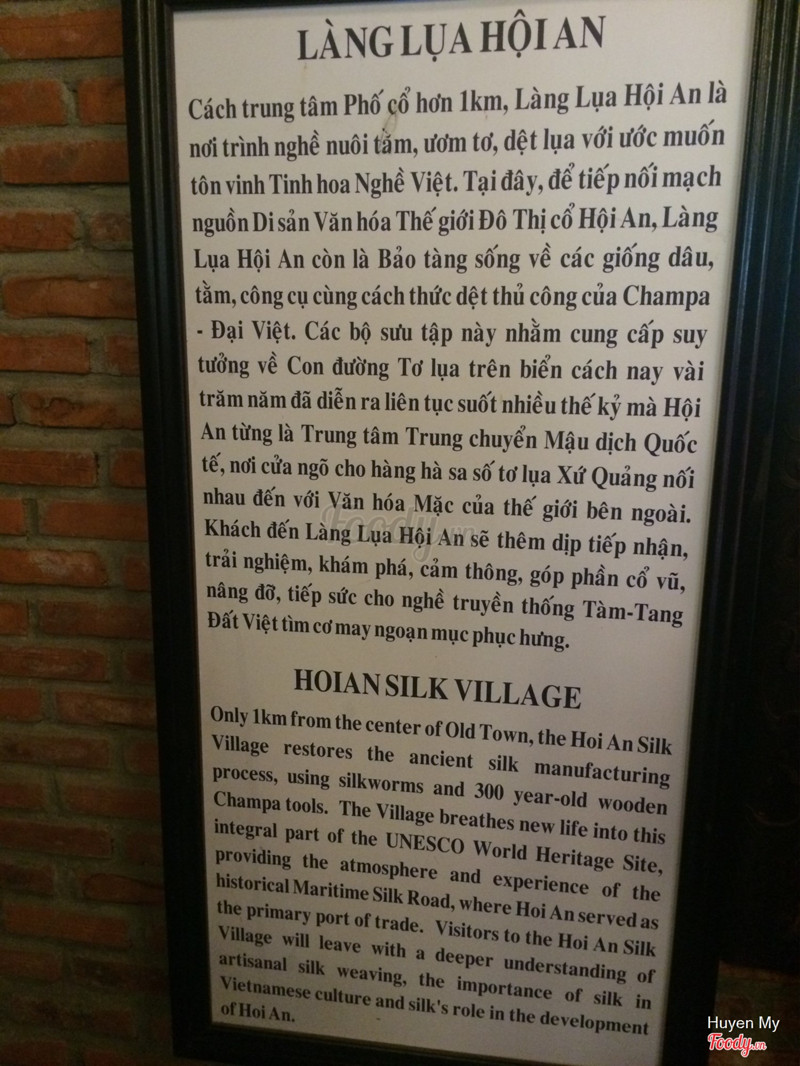 LÀNG LỤA HỘI AN
Cách trung tâm Phố cổ hơn 1km, Làng Lụa Hội An là
nơi trình nghề nuôi tằm, ươm tơ, dệt lụa với ước muốn
tôn vinh Tinh hoa Nghề Việt. Tại đây, để tiếp nối mạch
nguồn Di sản Văn hóa Thế giới Đô Thị cổ Hội An, Làng
Lụa Hội An còn là Bảo tàng sống về các giống dâu,
tằm, công cụ cùng cách thức dệt thủ công của Champa
- Đại Việt. Các bộ sưu tập này nhằm cung cấp suy
tưởng về Con đường Tơ lụa trên biển cách nay vài
trăm năm đã diễn ra liên tục suốt nhiều thế kỷ mà Hội
An từng là Trung tâm Trung chuyển Mậu dịch Quốc
tế, nơi cửa ngõ cho hàng hà sa số tơ lụa Xứ Quảng nối
nhau đến với Văn hóa Mặc của thế giới bên ngoài.
Khách đến Làng Lụa Hội An sẽ thêm dịp tiếp nhận,
trải nghiệm, khám phá, cảm thông, góp phần cổ vũ,
nâng đỡ, tiếp sức cho nghề truyền thống Tàm-Tang
Đất Việt tìm cơ may ngoạn mục phục hưng.
HOIAN SILK VILLAGE
Only 1km from the center of Old Town, the Hoi An Silk
Village restores the ancient silk manufacturing
process, using silkworms and 300 year-old wooden
Champa tools. The Village breathes new life into this
integral part of the UNESCO World Heritage Site,
providing the atmosphere and experience of the
historical Maritime Silk Road, where Hoi An served as
the primary port of trade. Visitors to the Hoi An Silk
Village will leave with a deeper understanding of
artisanal silk weaving, the importance of silk in
Vietnamese culture and silk's role in the development
of Hoi An.
Foody.vn
Huyen My
Foody.vn